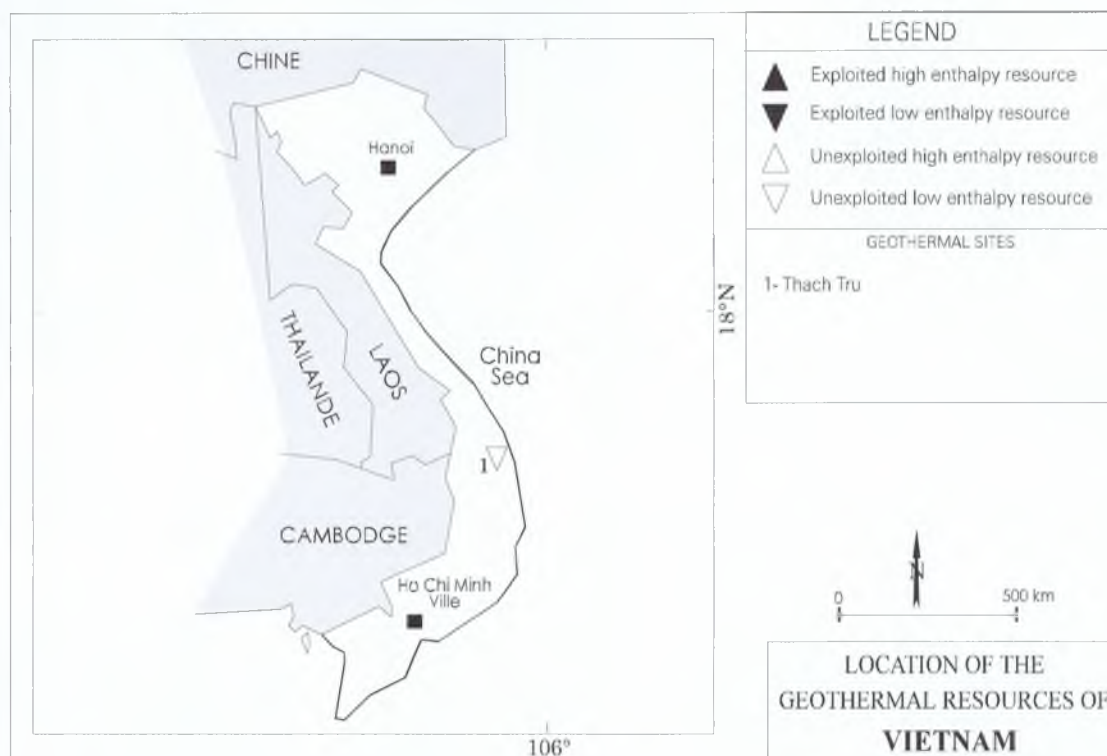 CHINE
Hanoi
THAILANDE
LAOS
China
Sea
1
CAMBODGE
Ho Chi Minh
Ville
18°N
106°
LEGEND
Exploited high enthalpy resource
Exploited low enthalpy resource
Unexploited high enthalpy resource
Unexploited low enthalpy resource
GEOTHERMAL SITES
1- Thach Tru
N
0
500 km
LOCATION OF THE
GEOTHERMAL RESOURCES OF
VIETNAM